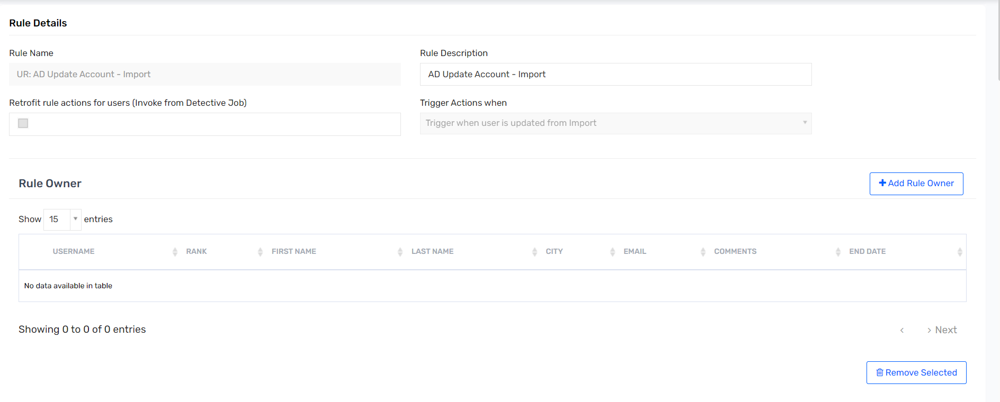 Rule Details
Rule Name
Rule Description
UR: AD Update Account - Import
AD Update Account - Import
Retrofit rule actions for users (Invoke from Detective Job)
Trigger Actions when
Trigger when user is updated from Import
Rule Owner
Add Rule Owner
Show 15 entries
USERNAME RANK FIRST NAME LAST NAME CITY EMAIL COMMENTS END DATE
No data available in table
Showing 0 to 0 of 0 entries
‹ › Next
Remove Selected